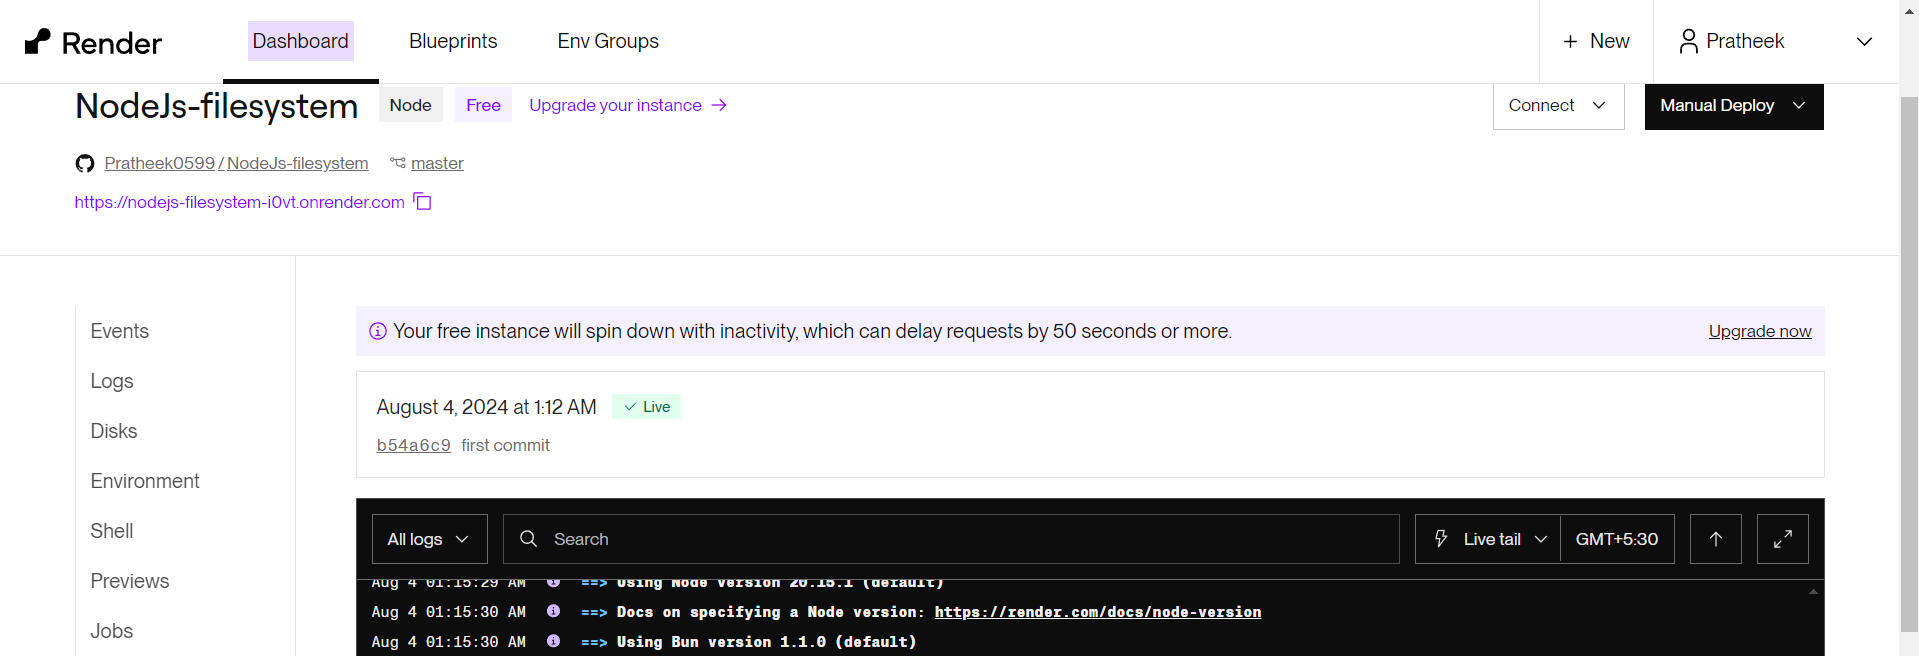 Render Dashboard Blueprints Env Groups + New Pratheek
NodeJs-filesystem Node Free Upgrade your instance → Connect Manual Deploy
Pratheek0599 / NodeJs-filesystem master
https://nodejs-filesystem-i0vt.onrender.com
Events
Logs
Disks
Environment
Shell
Previews
Jobs
Your free instance will spin down with inactivity, which can delay requests by 50 seconds or more. Upgrade now
August 4, 2024 at 1:12 AM Live
b54a6c9 first commit
All logs Search Live tail GMT+5:30
Aug 4 01:15:29 AM ==> Using Node version 20.15.1 (default)
Aug 4 01:15:30 AM ==> Docs on specifying a Node version: https://render.com/docs/node-version
Aug 4 01:15:30 AM ==> Using Bun version 1.1.0 (default)